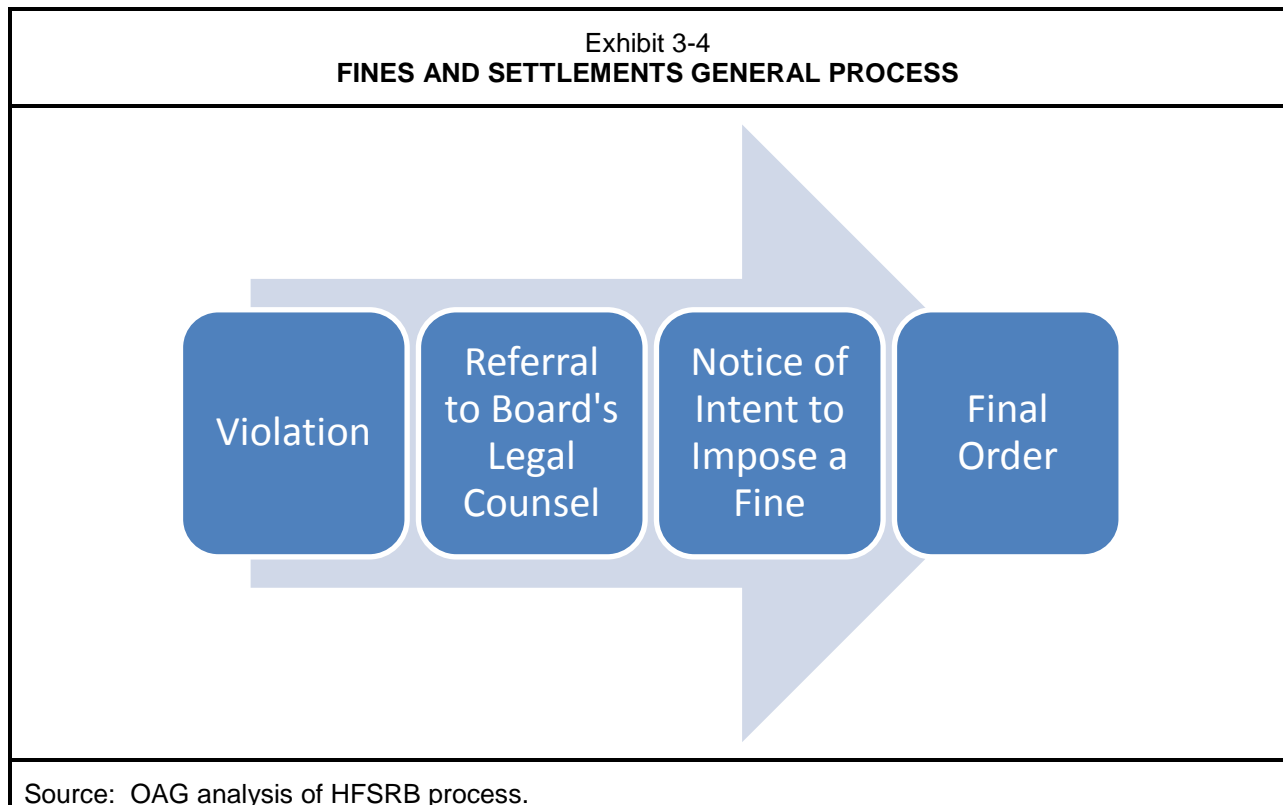 Exhibit 3-4
FINES AND SETTLEMENTS GENERAL PROCESS
Violation
Referral
to Board's
Legal
Counsel
Notice of
Intent to
Impose a
Fine
Final
Order
Source: OAG analysis of HFSRB process.